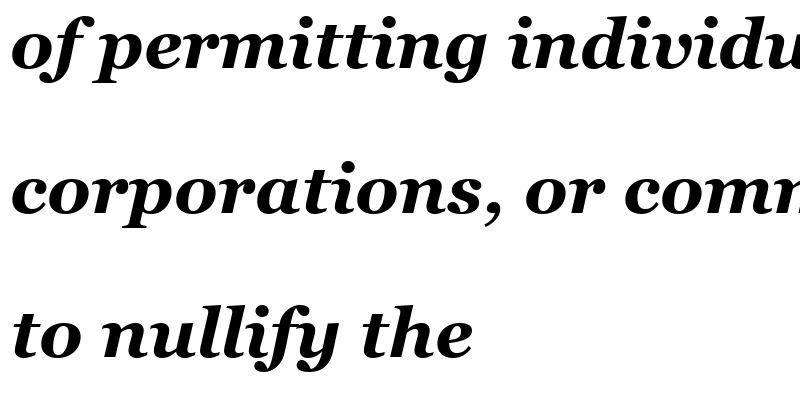 of permitting
corporations, or
to nullify the